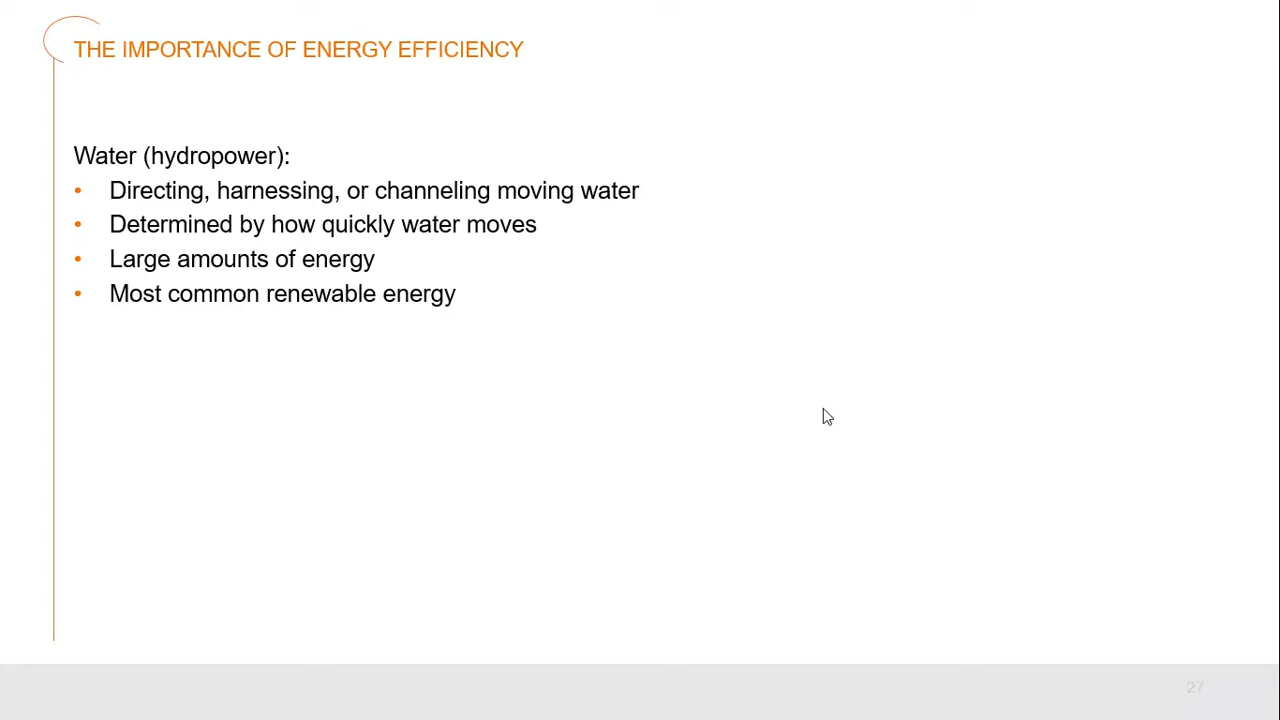 THE IMPORTANCE OF ENERGY EFFICIENCY
Water (hydropower):
• Directing, harnessing, or channeling moving water
• Determined by how quickly water moves
• Large amounts of energy
• Most common renewable energy
27